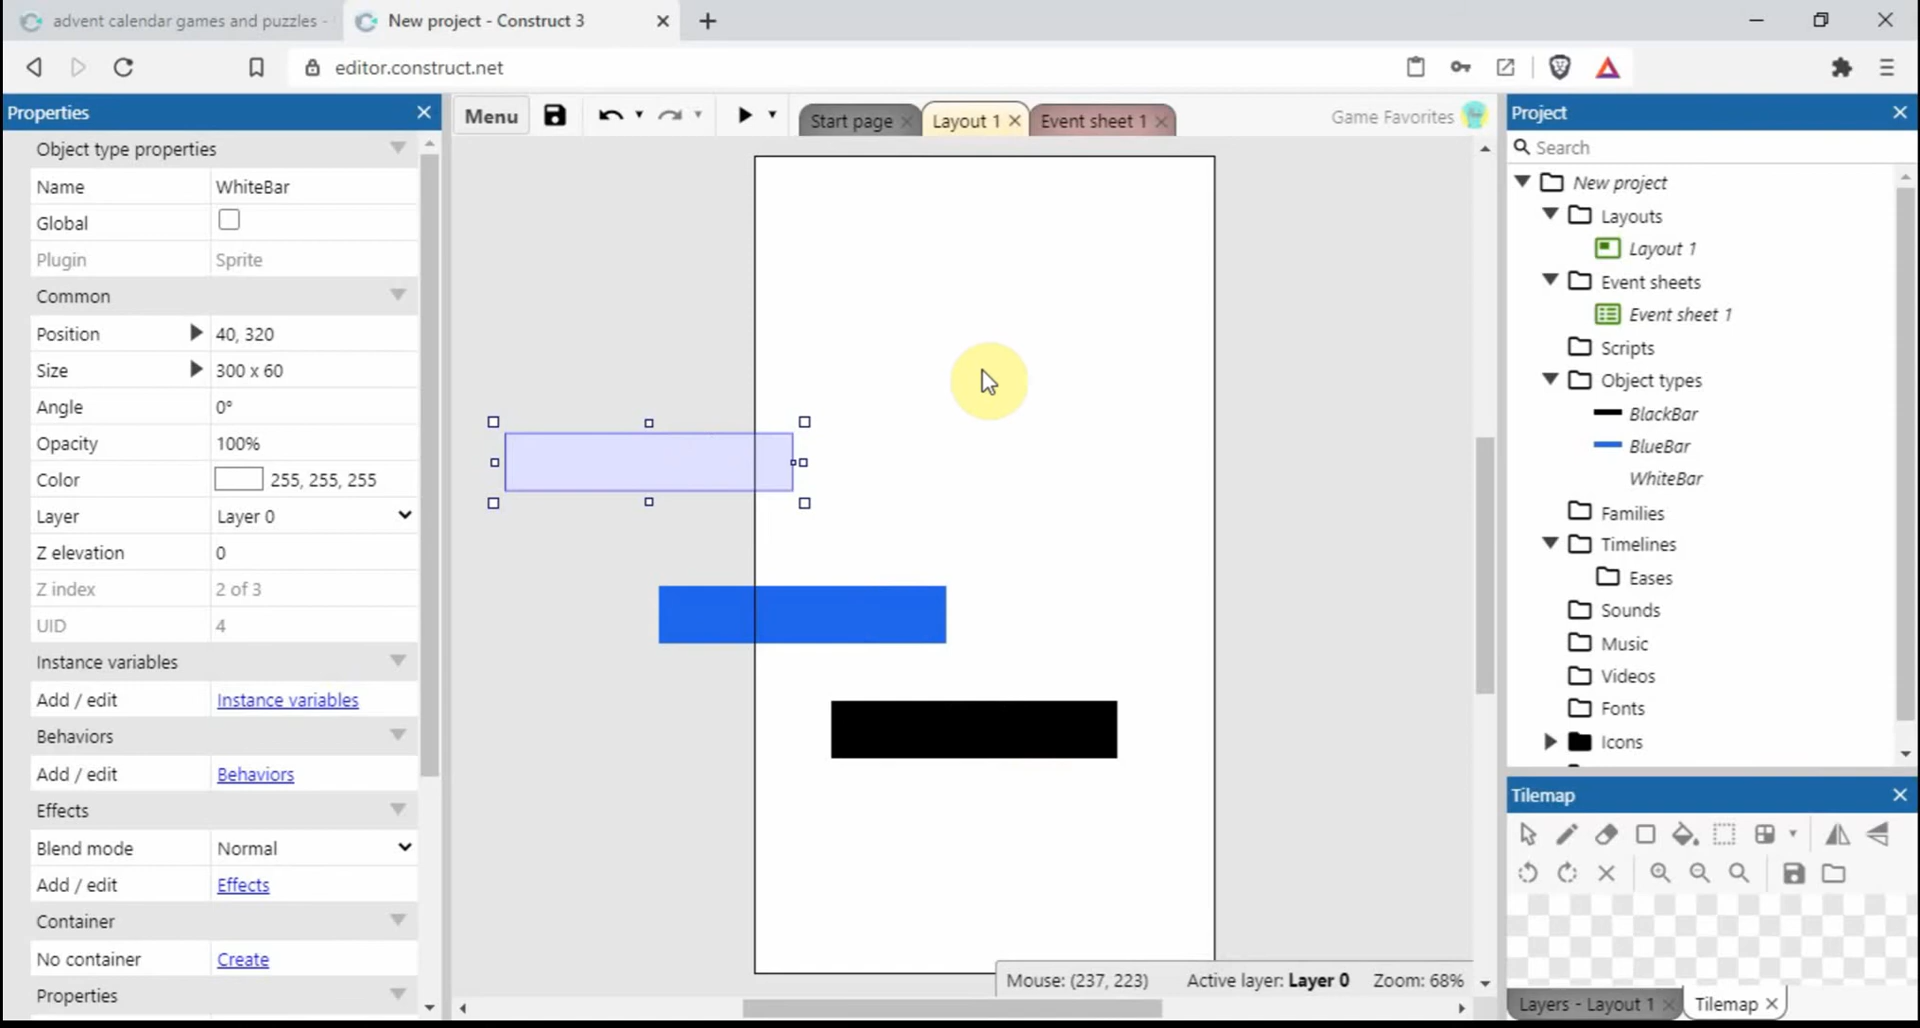 advent calendar games and puzzles -
New project - Construct 3
editor.construct.net
Properties
Menu
Start page
Layout 1
Event sheet 1
Game Favorites
Project
Object type properties
Name WhiteBar
Global
Plugin Sprite
Common
Position 40, 320
Size 300 x 60
Angle 0°
Opacity 100%
Color 255, 255, 255
Layer Layer 0
Z elevation 0
Z index 2 of 3
UID 4
Instance variables
Add / edit Instance variables
Behaviors
Add / edit Behaviors
Effects
Blend mode Normal
Add / edit Effects
Container
No container Create
Properties
Mouse: (237, 223) Active layer: Layer 0 Zoom: 68%
Search
New project
Layouts
Layout 1
Event sheets
Event sheet 1
Scripts
Object types
BlackBar
BlueBar
WhiteBar
Families
Timelines
Eases
Sounds
Music
Videos
Fonts
Icons
Tilemap
Layers - Layout 1
Tilemap